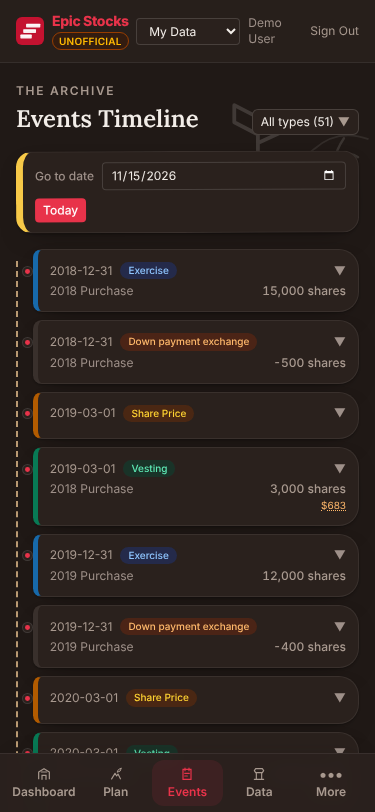 Epic Stocks
UNOFFICIAL
My Data
Demo User
Sign Out
THE ARCHIVE
Events Timeline
All types (51) ▼
Go to date
11/15/2026
Today
2018-12-31 Exercise ▼
2018 Purchase 15,000 shares
2018-12-31 Down payment exchange ▼
2018 Purchase -500 shares
2019-03-01 Share Price ▼
2019-03-01 Vesting ▼
2018 Purchase 3,000 shares
$683
2019-12-31 Exercise ▼
2019 Purchase 12,000 shares
2019-12-31 Down payment exchange ▼
2019 Purchase -400 shares
2020-03-01 Share Price ▼
2020-03-01 Vesting
Dashboard
Plan
Events
Data
More